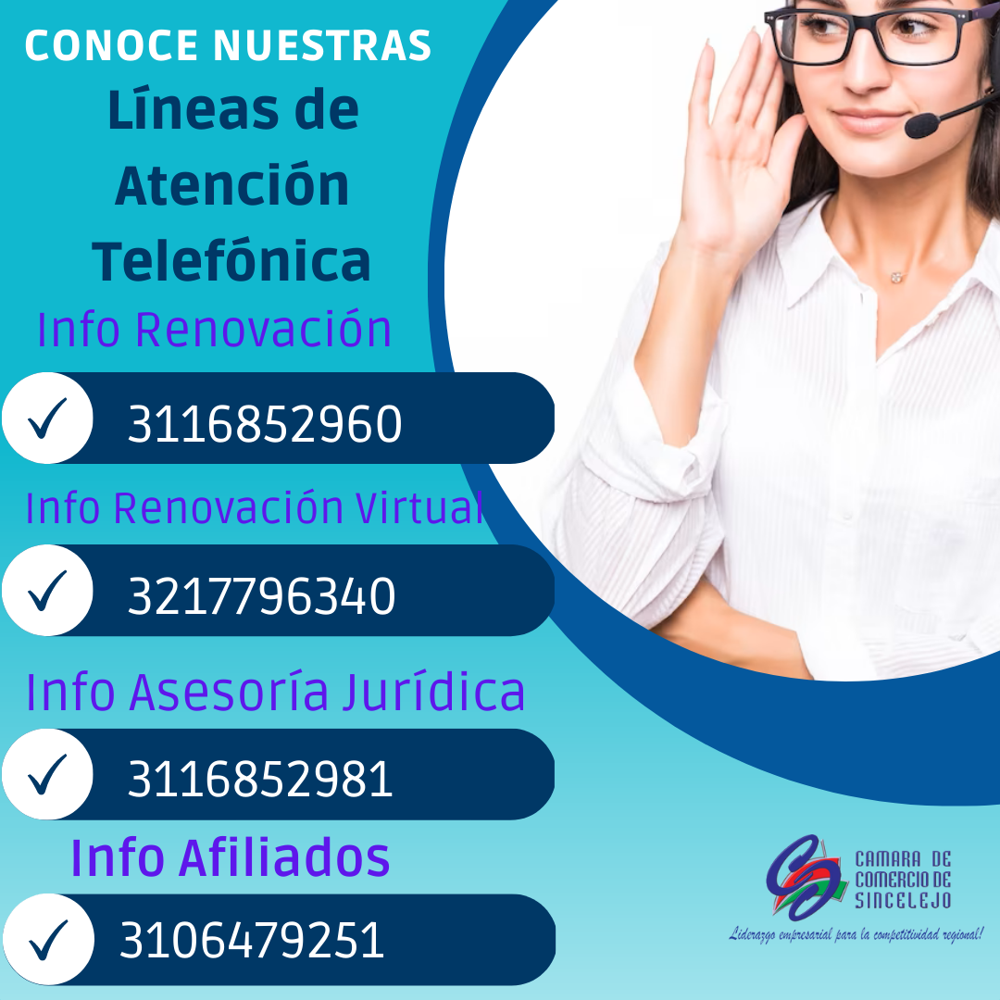 CONOCE NUESTRAS
Líneas de
Atención
Telefónica
Info Renovación
3116852960
Info Renovación Virtual
3217796340
Info Asesoría Jurídica
3116852981
Info Afiliados
3106479251
CAMARA DE
COMERCIO DE
SINCELEJO
Liderazgo empresarial para la competitividad regional!